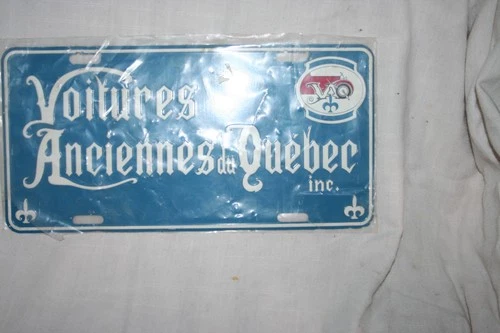 VAQ
Voitures
Anciennes du Québec
inc.